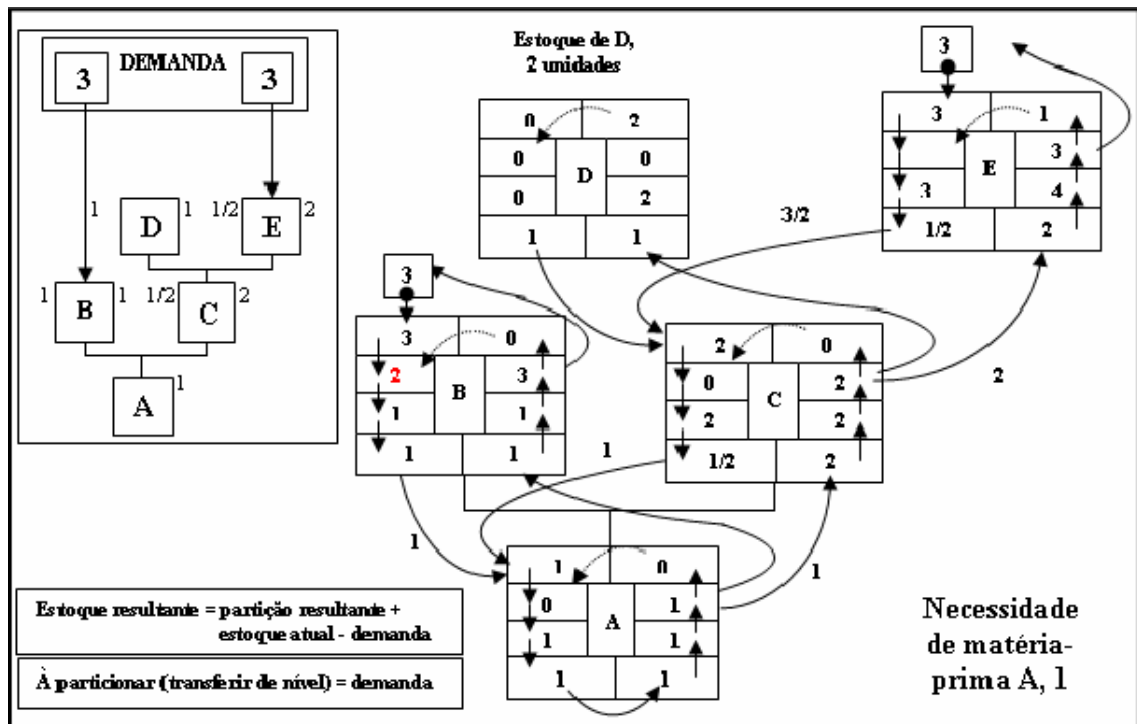 DEMANDA
3 3
1
D 1 1/2 E 2
1 B 1 1/2 C 2
A 1
Estoque de D,
2 unidades
0 2
0 D 0
0 2
1 1
3
3 1
E 3
3 4
1/2 2
3/2
2
3
3 0
2 B 3
1 1
1 1
2 0
0 C 2
2 2
1/2 2
1
1
1
1 0
0 A 1
1 1
1 1
Estoque resultante = partição resultante +
estoque atual - demanda
À particionar (transferir de nível) = demanda
Necessidade
de matéria-
prima A, 1